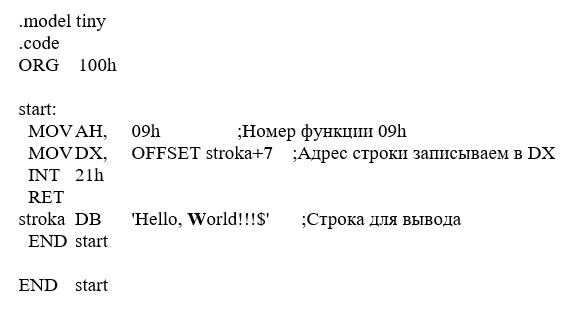 .model tiny
.code
ORG 100h
start:
MOV AH, 09h ;Номер функции 09h
MOV DX, OFFSET stroka+7 ;Адрес строки записываем в DX
INT 21h
RET
stroka DB 'Hello, World!!!$' ;Строка для вывода
END start
END start